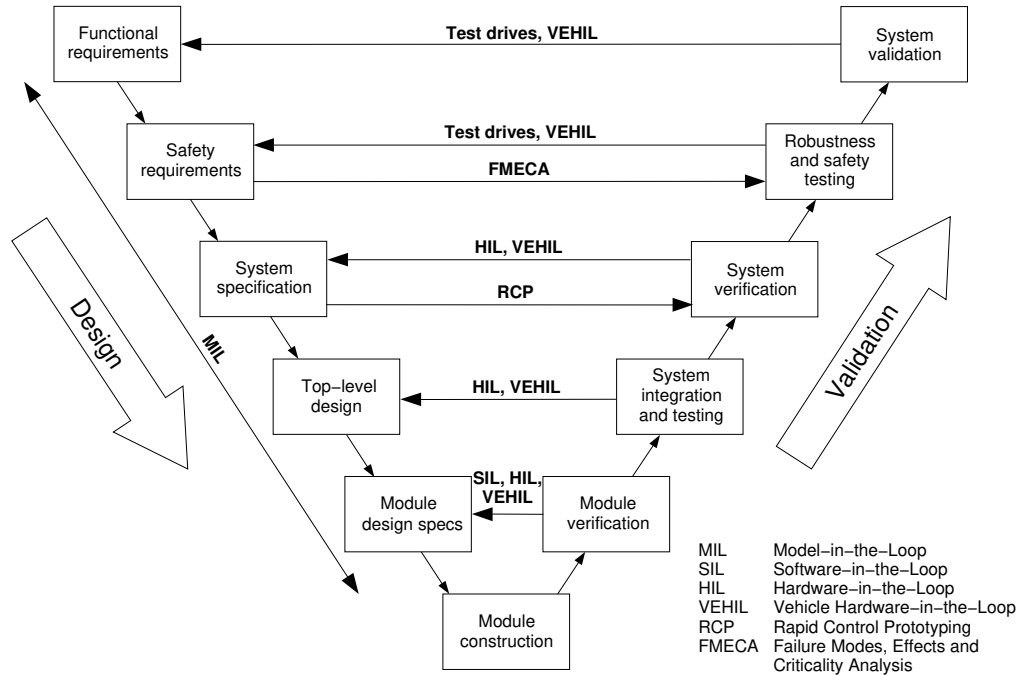 Functional
requirements
Test drives, VEHIL
System
validation
Safety
requirements
Test drives, VEHIL
FMECA
Robustness
and safety
testing
System
specification
HIL, VEHIL
RCP
System
verification
Design
MIL
Validation
Top−level
design
HIL, VEHIL
System
integration
and testing
Module
design specs
SIL, HIL,
VEHIL
Module
verification
Module
construction
MIL Model−in−the−Loop
SIL Software−in−the−Loop
HIL Hardware−in−the−Loop
VEHIL Vehicle Hardware−in−the−Loop
RCP Rapid Control Prototyping
FMECA Failure Modes, Effects and
Criticality Analysis